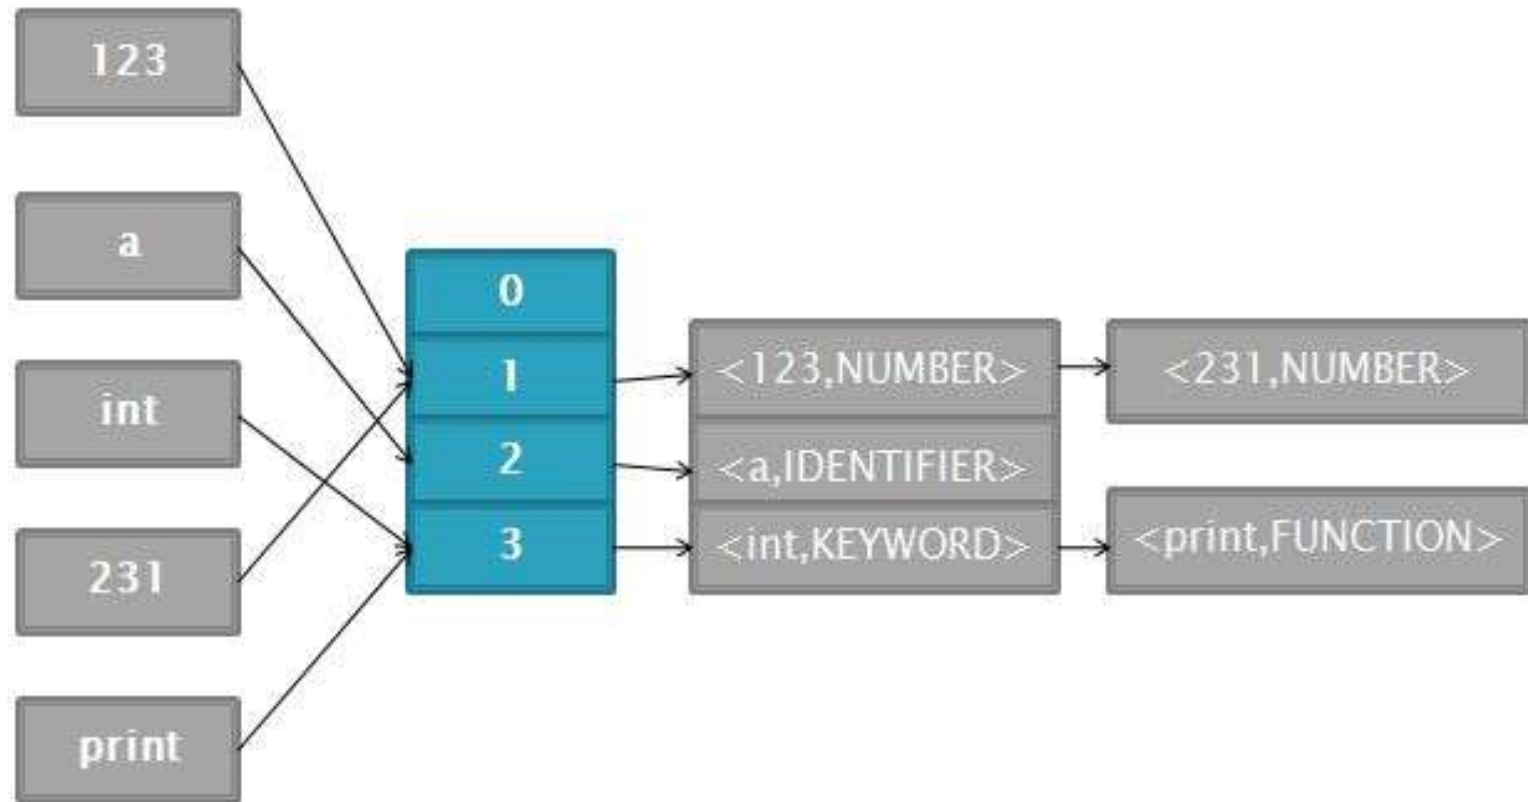 123
a
int
231
print
0
1
2
3
<123,NUMBER>
<a,IDENTIFIER>
<int,KEYWORD>
<231,NUMBER>
<print,FUNCTION>